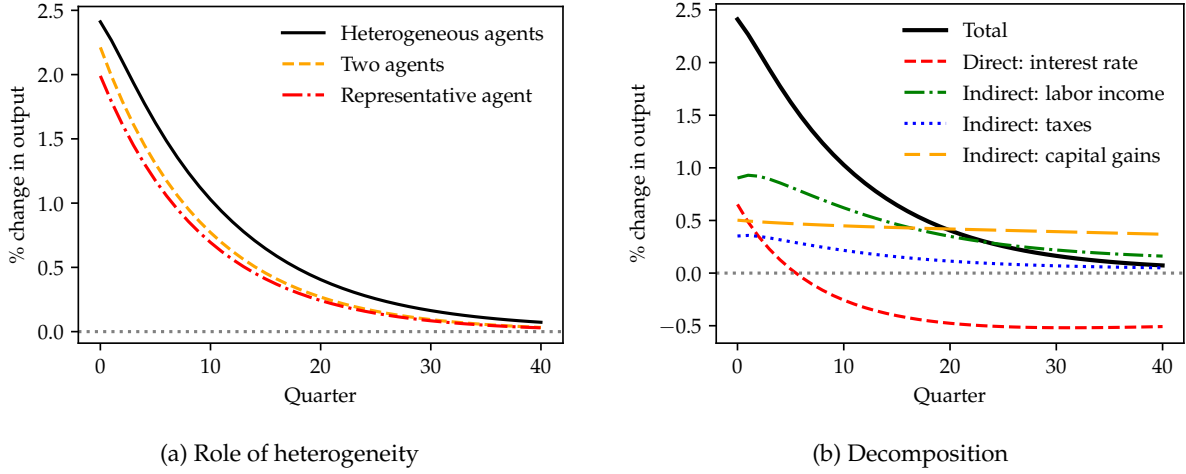 2.5
2.0
1.5
1.0
0.5
0.0
% change in output
Heterogeneous agents
Two agents
Representative agent
0 10 20 30 40
Quarter
(a) Role of heterogeneity
2.5
2.0
1.5
1.0
0.5
0.0
−0.5
% change in output
Total
Direct: interest rate
Indirect: labor income
Indirect: taxes
Indirect: capital gains
0 10 20 30 40
Quarter
(b) Decomposition